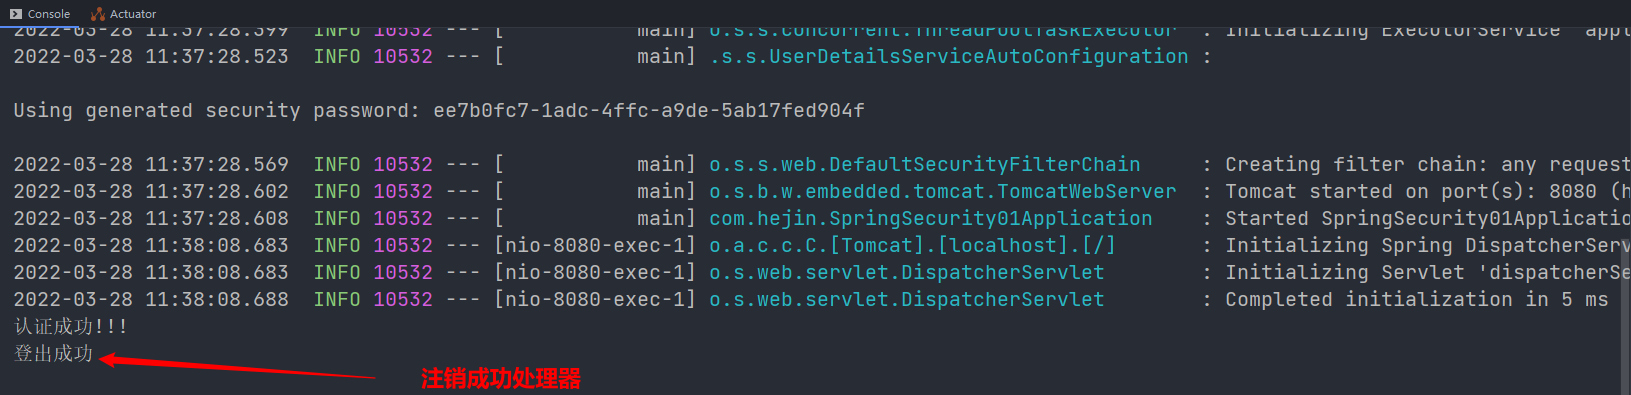 Console Actuator
2022-03-28 11:37:28.399  INFO 10532 --- [           main] o.s.s.concurrent.ThreadPoolTaskExecutor  : Initializing ExecutorService 'appl
2022-03-28 11:37:28.523  INFO 10532 --- [           main] .s.s.UserDetailsServiceAutoConfiguration :
Using generated security password: ee7b0fc7-1adc-4ffc-a9de-5ab17fed904f
2022-03-28 11:37:28.569  INFO 10532 --- [           main] o.s.s.web.DefaultSecurityFilterChain     : Creating filter chain: any request
2022-03-28 11:37:28.602  INFO 10532 --- [           main] o.s.b.w.embedded.tomcat.TomcatWebServer  : Tomcat started on port(s): 8080 (h
2022-03-28 11:37:28.608  INFO 10532 --- [           main] com.hejin.SpringSecurity01Application    : Started SpringSecurity01Applicatio
2022-03-28 11:38:08.683  INFO 10532 --- [nio-8080-exec-1] o.a.c.c.C.[Tomcat].[localhost].[/]       : Initializing Spring DispatcherServ
2022-03-28 11:38:08.683  INFO 10532 --- [nio-8080-exec-1] o.s.web.servlet.DispatcherServlet        : Initializing Servlet 'dispatcherSe
2022-03-28 11:38:08.688  INFO 10532 --- [nio-8080-exec-1] o.s.web.servlet.DispatcherServlet        : Completed initialization in 5 ms
认证成功!!!
登出成功
注销成功处理器